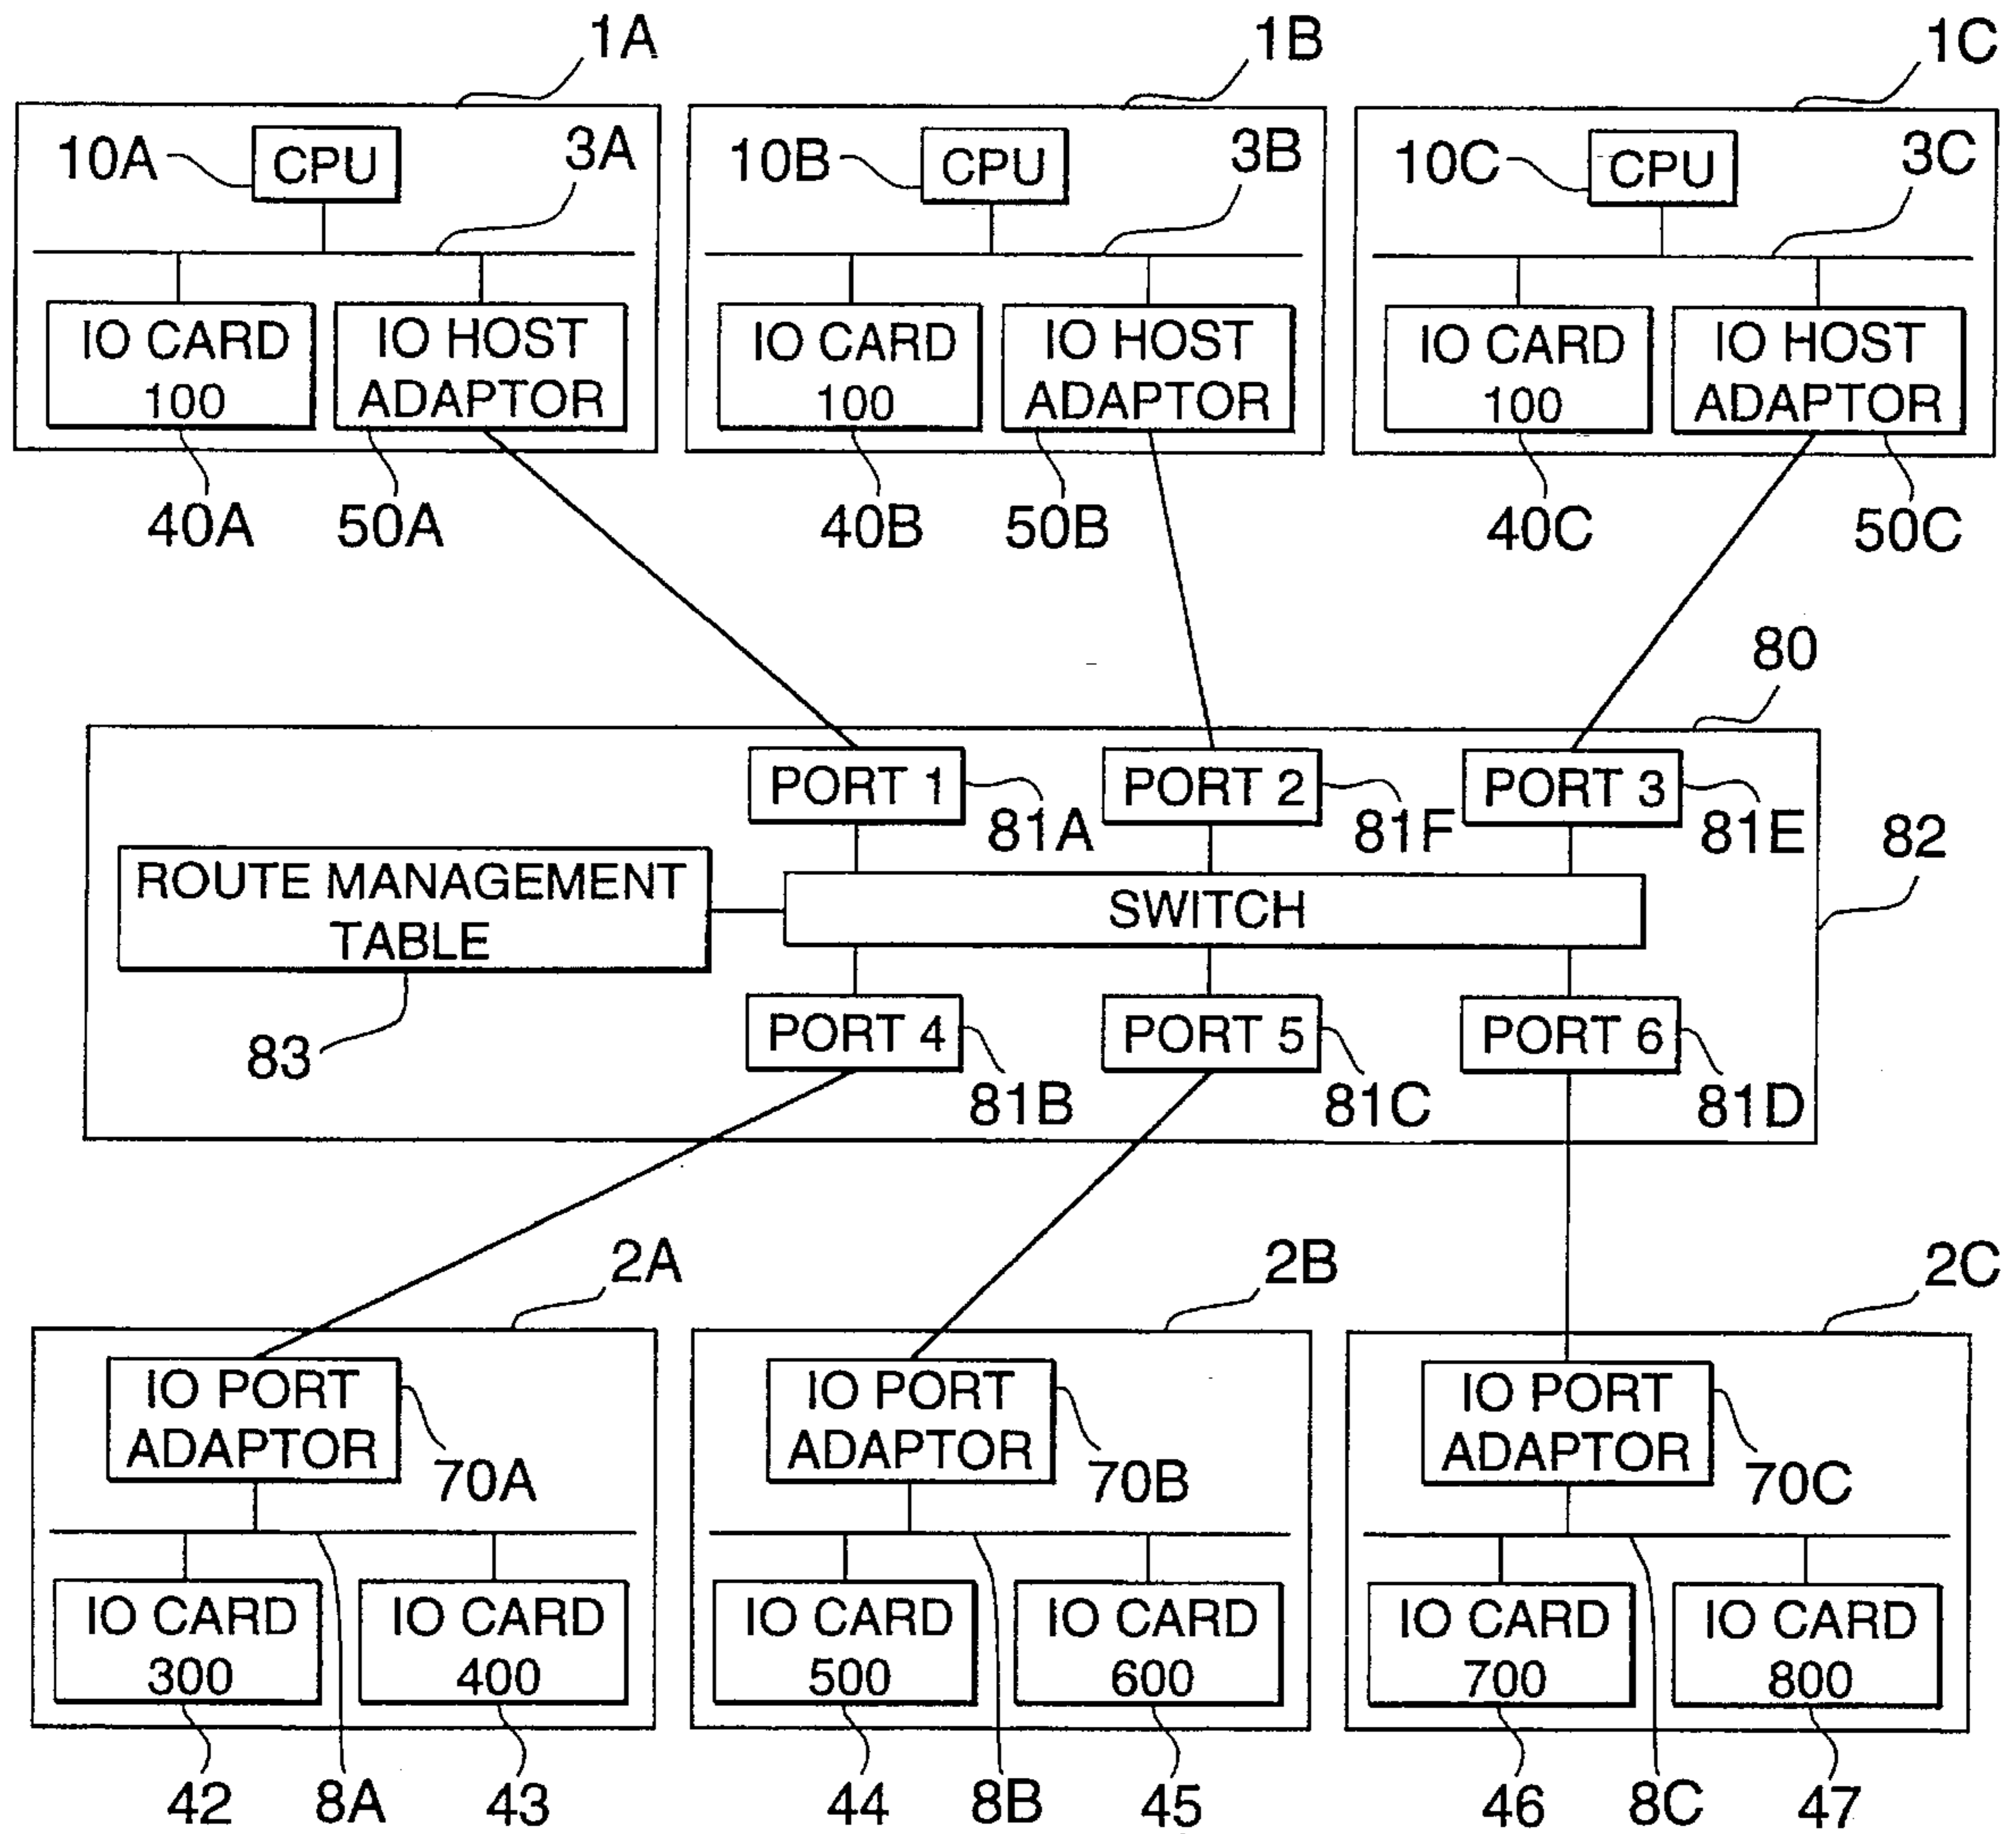 1A
1B
1C
10A
CPU
3A
10B
CPU
3B
10C
CPU
3C
IO CARD
100
IO HOST
ADAPTOR
IO CARD
100
IO HOST
ADAPTOR
IO CARD
100
IO HOST
ADAPTOR
40A
50A
40B
50B
40C
50C
80
PORT 1
PORT 2
PORT 3
81A
81F
81E
82
ROUTE MANAGEMENT
TABLE
SWITCH
83
PORT 4
PORT 5
PORT 6
81B
81C
81D
2A
2B
2C
IO PORT
ADAPTOR
70A
IO PORT
ADAPTOR
70B
IO PORT
ADAPTOR
70C
IO CARD
300
IO CARD
400
IO CARD
500
IO CARD
600
IO CARD
700
IO CARD
800
42
8A
43
44
8B
45
46
8C
47